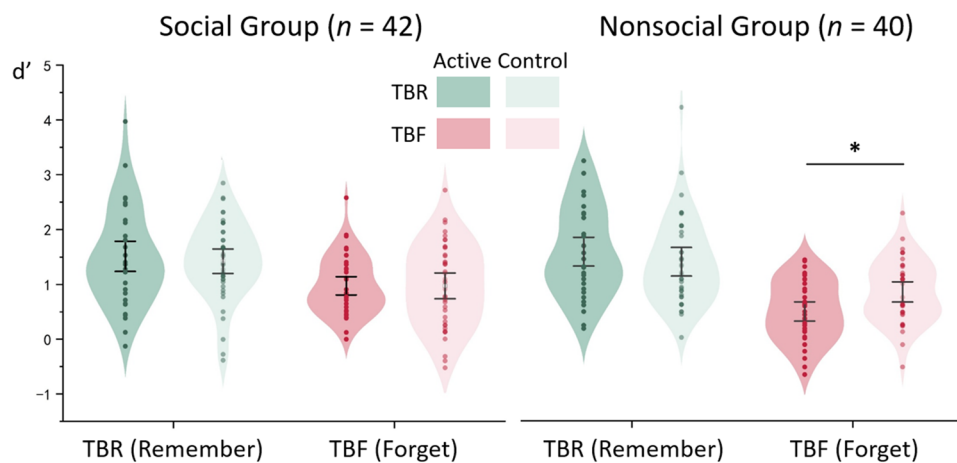 Social Group (n = 42)
Nonsocial Group (n = 40)
d’
Active Control
TBR
TBF
5
4
3
2
1
0
−1
*
TBR (Remember)
TBF (Forget)
TBR (Remember)
TBF (Forget)